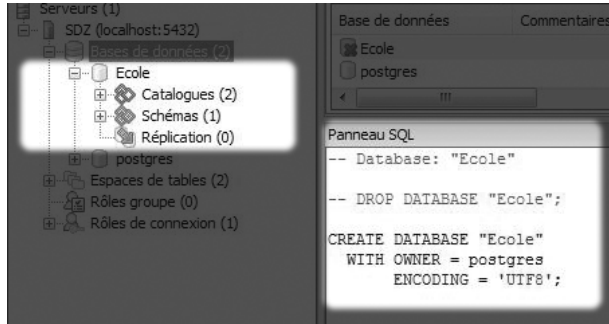 Serveurs (1)
SDZ (localhost:5432)
Bases de données (2)
Ecole
Catalogues (2)
Schémas (1)
Réplication (0)
postgres
Espaces de tables (2)
Rôles groupe (0)
Rôles de connexion (1)
Base de données Commentaires
Ecole
postgres
Panneau SQL
-- Database: "Ecole"
-- DROP DATABASE "Ecole";
CREATE DATABASE "Ecole"
WITH OWNER = postgres
ENCODING = 'UTF8';